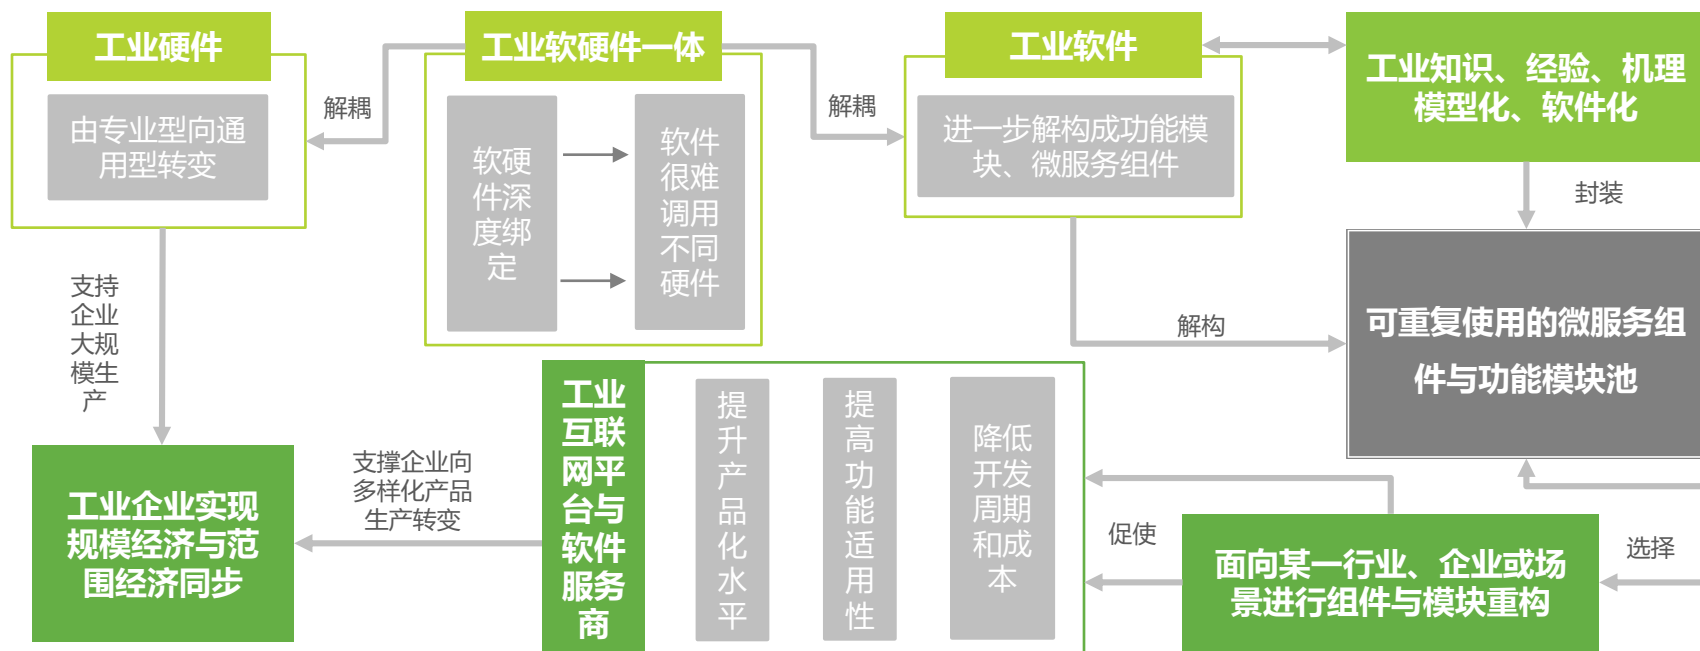 工业硬件
由专业型向通
用型转变
解耦
工业软硬件一体
软硬
件深
度绑
定
软件
很难
调用
不同
硬件
解耦
工业软件
进一步解构成功能模
块、微服务组件
工业知识、经验、机理
模型化、软件化
封装
解构
可重复使用的微服务组
件与功能模块池
支持
企业
大规
模生
产
工业企业实现
规模经济与范
围经济同步
支撑企业向
多样化产品
生产转变
工业
互联
网平
台与
软件
服务
商
提
升
产
品
化
水
平
提
高
功
能
适
用
性
降低
开发
周期
和成
本
促使
面向某一行业、企业或场
景进行组件与模块重构
选择